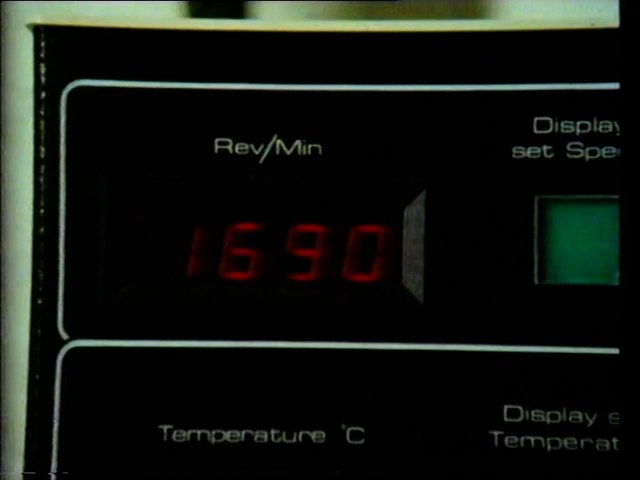 Display
set Spe
Rev/Min
1690
Display s
Temperature °C
Temperat